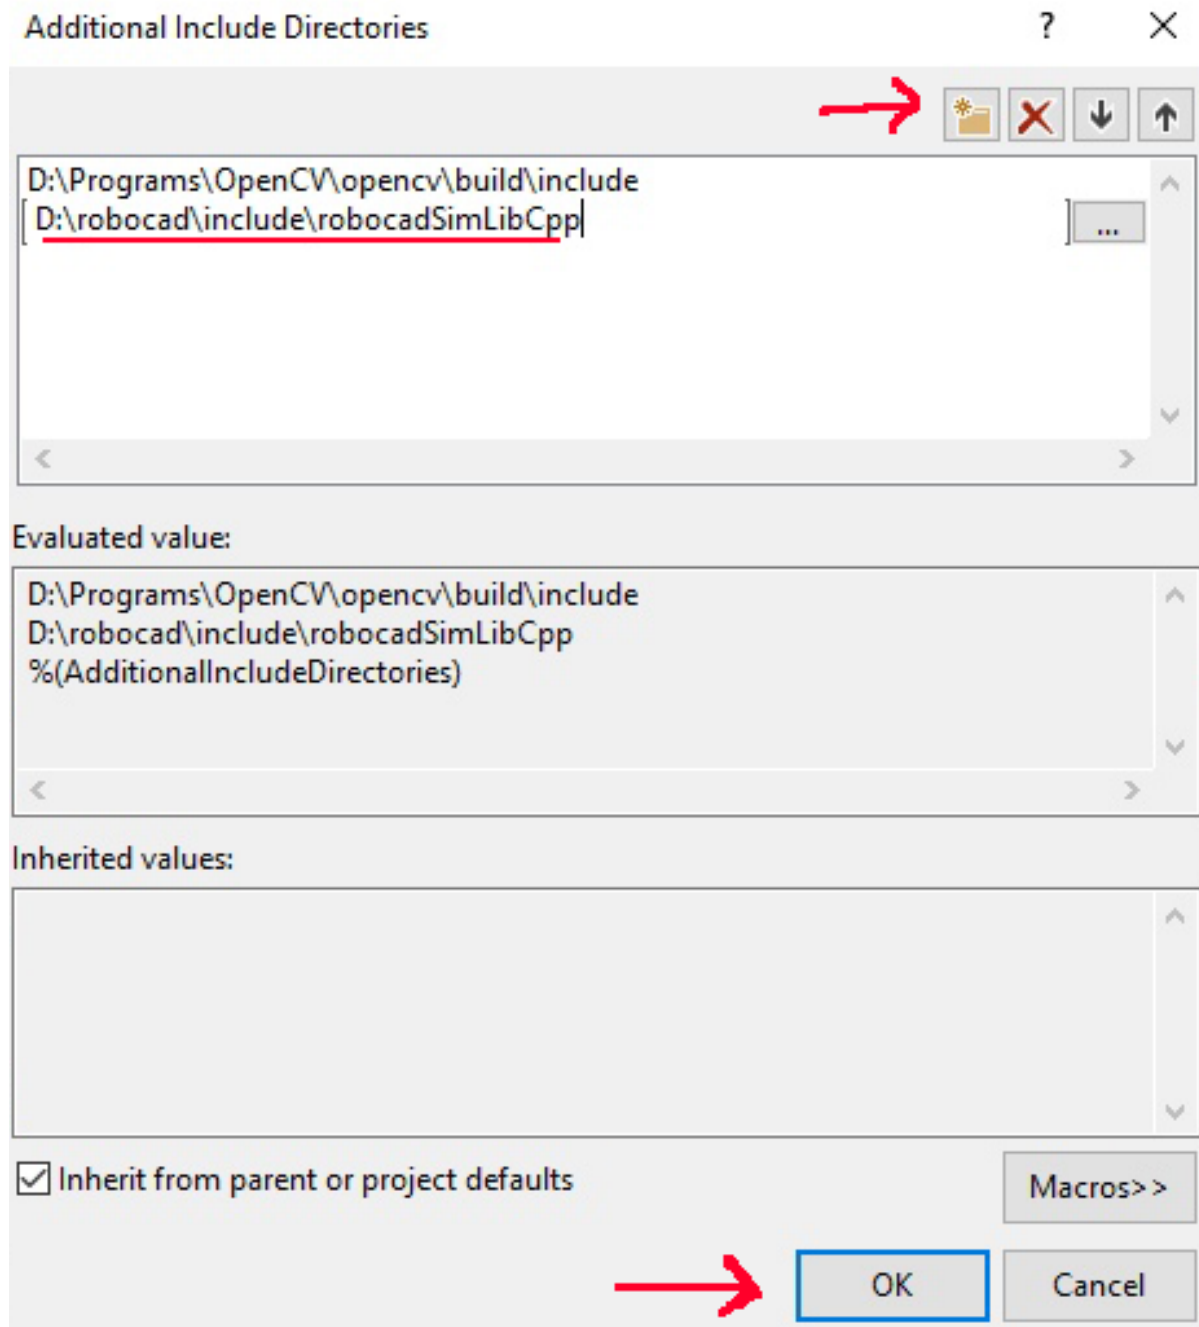 Additional Include Directories
D:\Programs\OpenCV\opencv\build\include
D:\robocad\include\robocadSimLibCpp
...
Evaluated value:
D:\Programs\OpenCV\opencv\build\include
D:\robocad\include\robocadSimLibCpp
%(AdditionalIncludeDirectories)
Inherited values:
Inherit from parent or project defaults
Macros>>
OK
Cancel